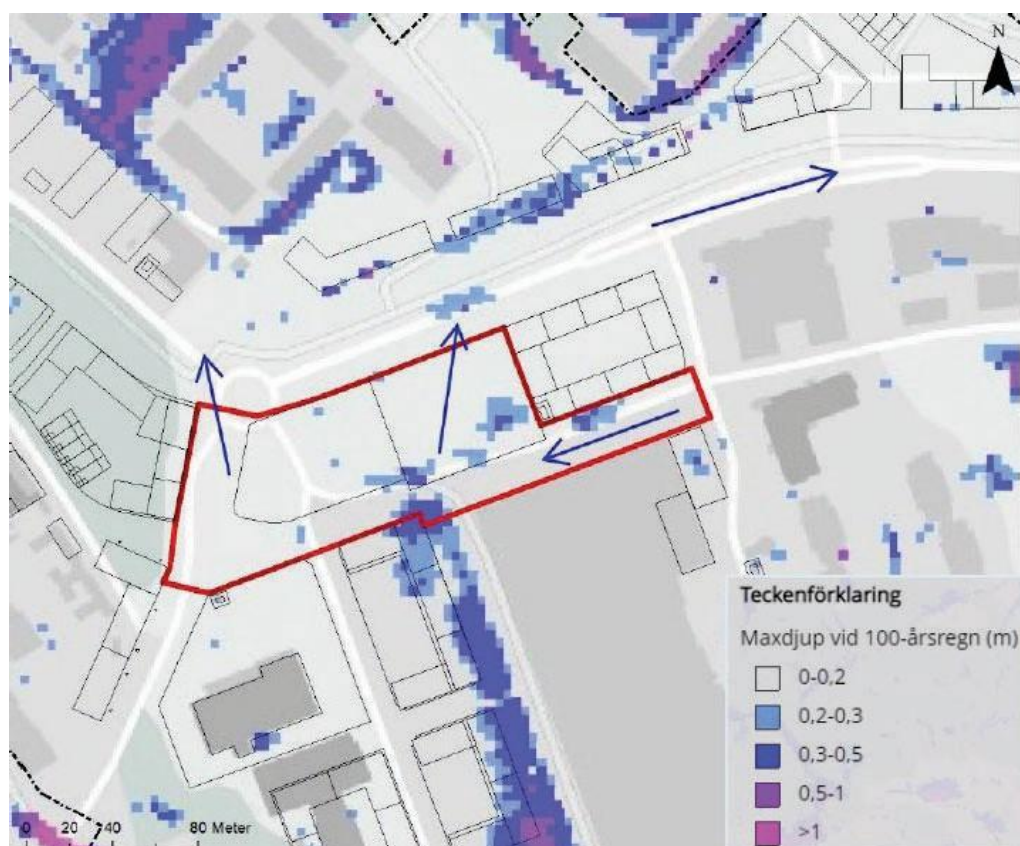 N
Teckenförklaring
Maxdjup vid 100-årsregn (m)
0-0,2
0,2-0,3
0,3-0,5
0,5-1
>1
0 20 40 80 Meter